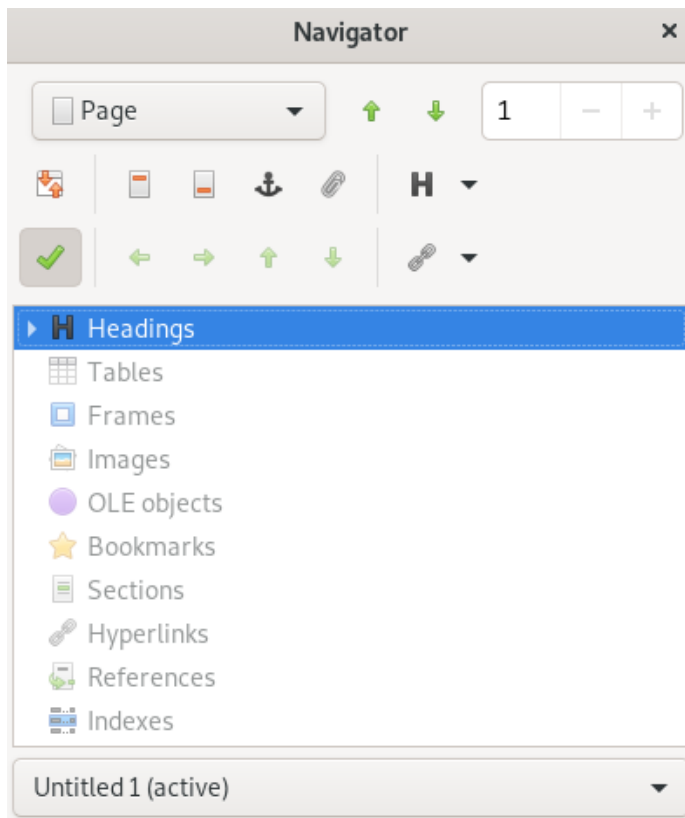 Navigator
Page 1
H
Headings
Tables
Frames
Images
OLE objects
Bookmarks
Sections
Hyperlinks
References
Indexes
Untitled 1 (active)